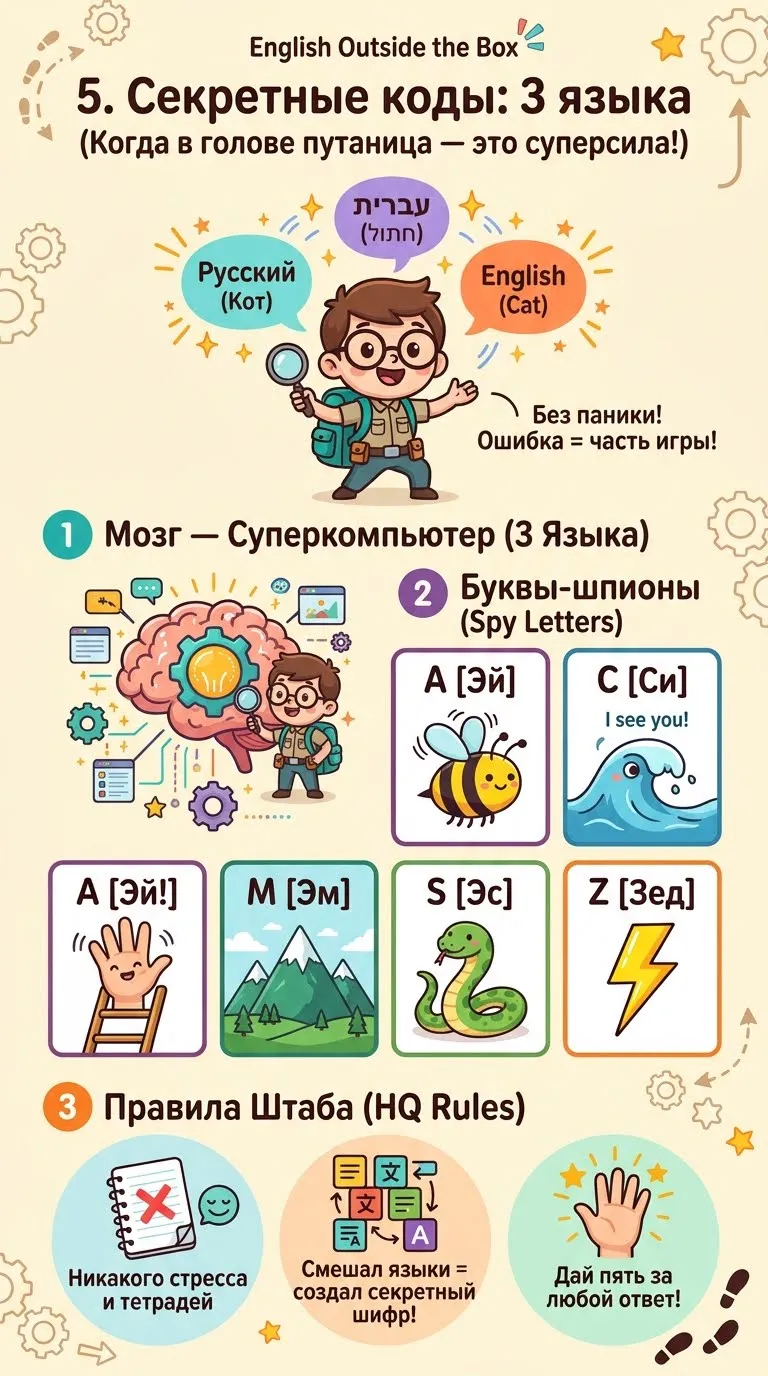 English Outside the Box
5. Секретные коды: 3 языка
(Когда в голове путаница — это суперсила!)
עברית
(חתול)
Русский
(Кот)
English
(Cat)
Без паники!
Ошибка = часть игры!
1 Мозг — Суперкомпьютер (3 Языка)
2 Буквы-шпионы
(Spy Letters)
A [Эй]
C [Си]
I see you!
A [Эй!]
M [Эм]
S [Эс]
Z [Зед]
3 Правила Штаба (HQ Rules)
文
文
A
A
Никакого стресса
и тетрадей
Смешал языки =
создал секретный
шифр!
Дай пять за
любой ответ!